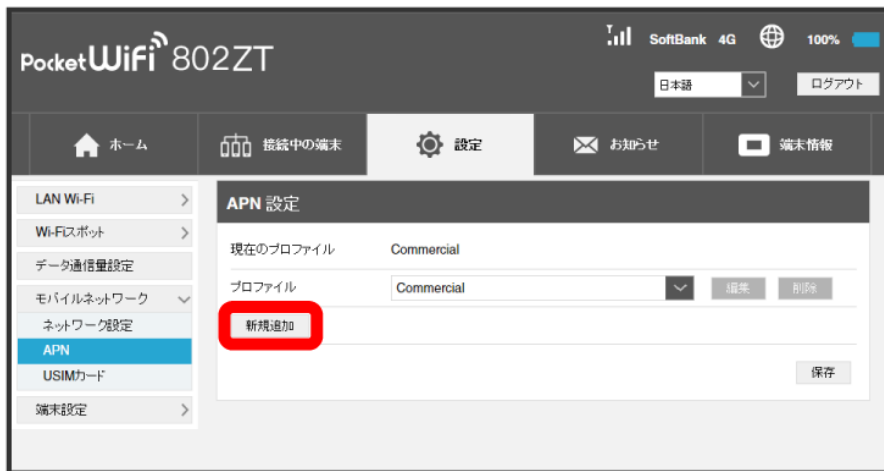 SoftBank 4G 100%
Pocket WiFi 802ZT
日本語 ログアウト
ホーム 接続中の端末 設定 お知らせ 端末情報
LAN Wi-Fi
Wi-Fiスポット
データ通信量設定
モバイルネットワーク
ネットワーク設定
APN
USIMカード
端末設定
APN 設定
現在のプロファイル Commercial
プロファイル Commercial 編集 削除
新規追加
保存